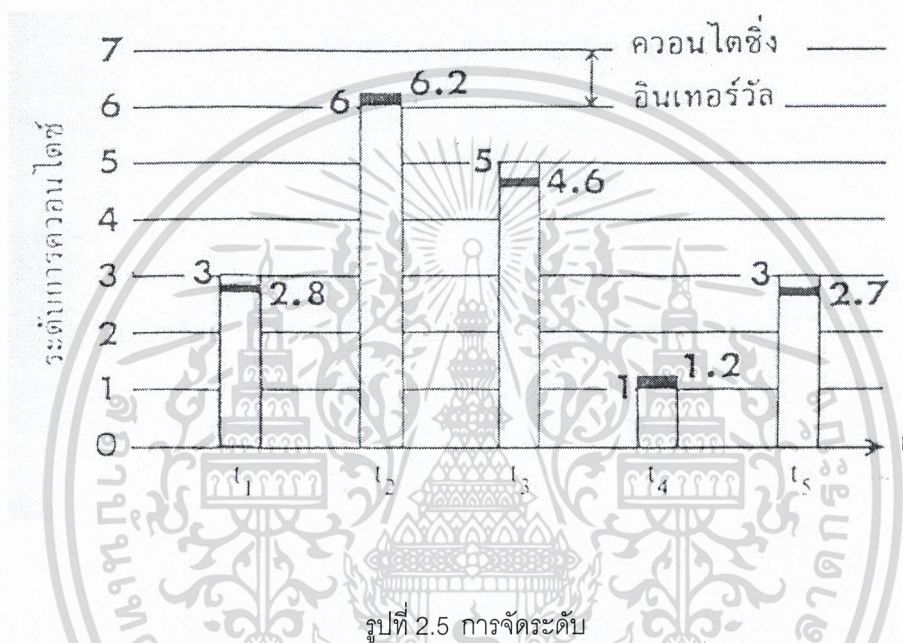 7
ควอนไตซิ่ง
อินเทอร์วัล
6
6 6.2
5
5 4.6
4
3
3 2.8
3 2.7
2
1
1 1.2
0
t1 t2 t3 t4 t5
ระดับการควอนไตซ์
รูปที่ 2.5 การจัดระดับ